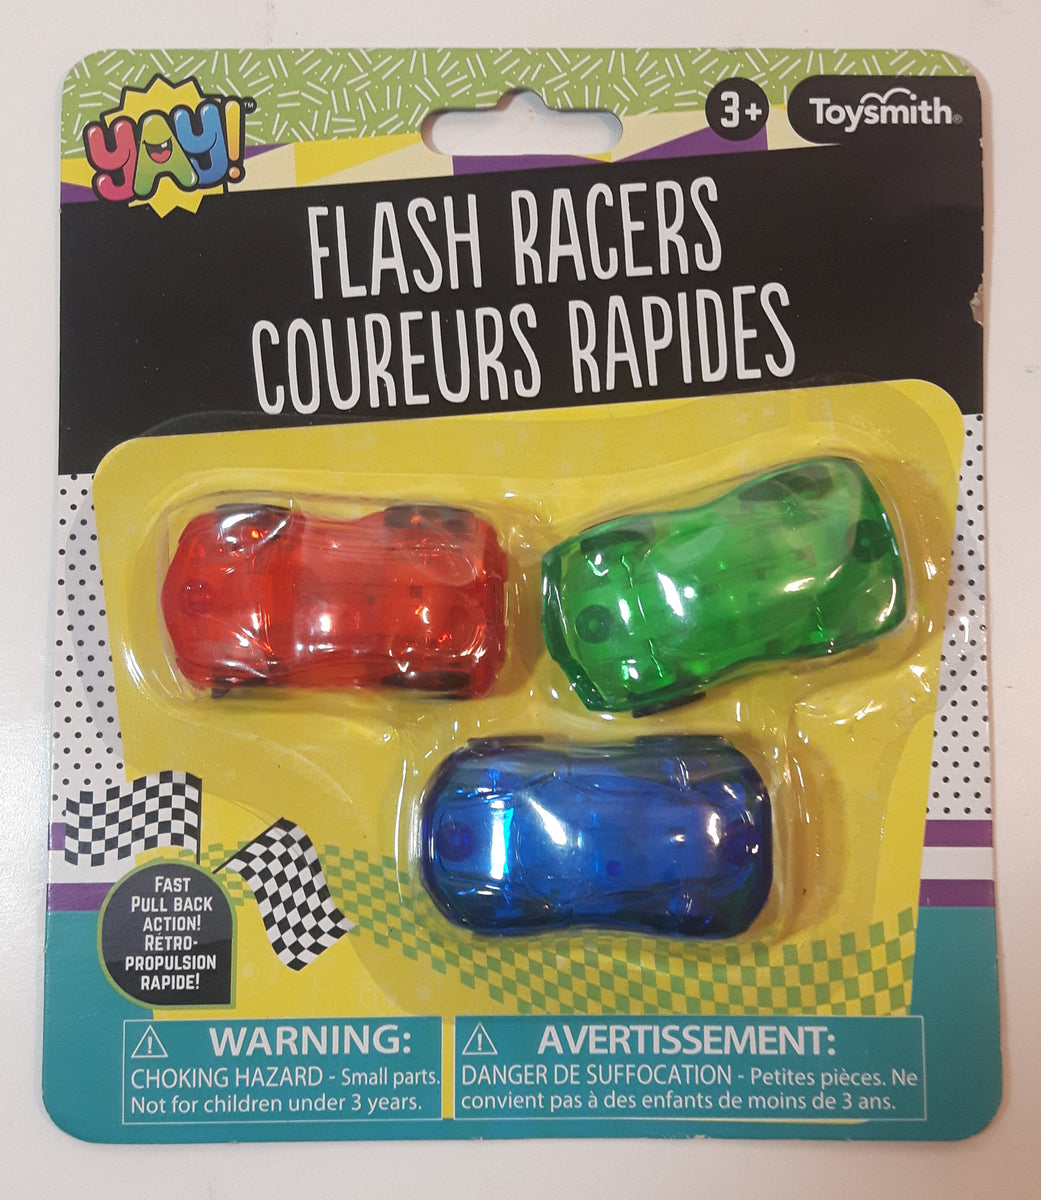 YAY!™
3+
Toysmith®
FLASH RACERS
COUREURS RAPIDES
FAST
PULL BACK
ACTION!
RÉTRO-
PROPULSION
RAPIDE!
WARNING:
CHOKING HAZARD - Small parts.
Not for children under 3 years.
AVERTISSEMENT:
DANGER DE SUFFOCATION - Petites pièces. Ne
convient pas à des enfants de moins de 3 ans.